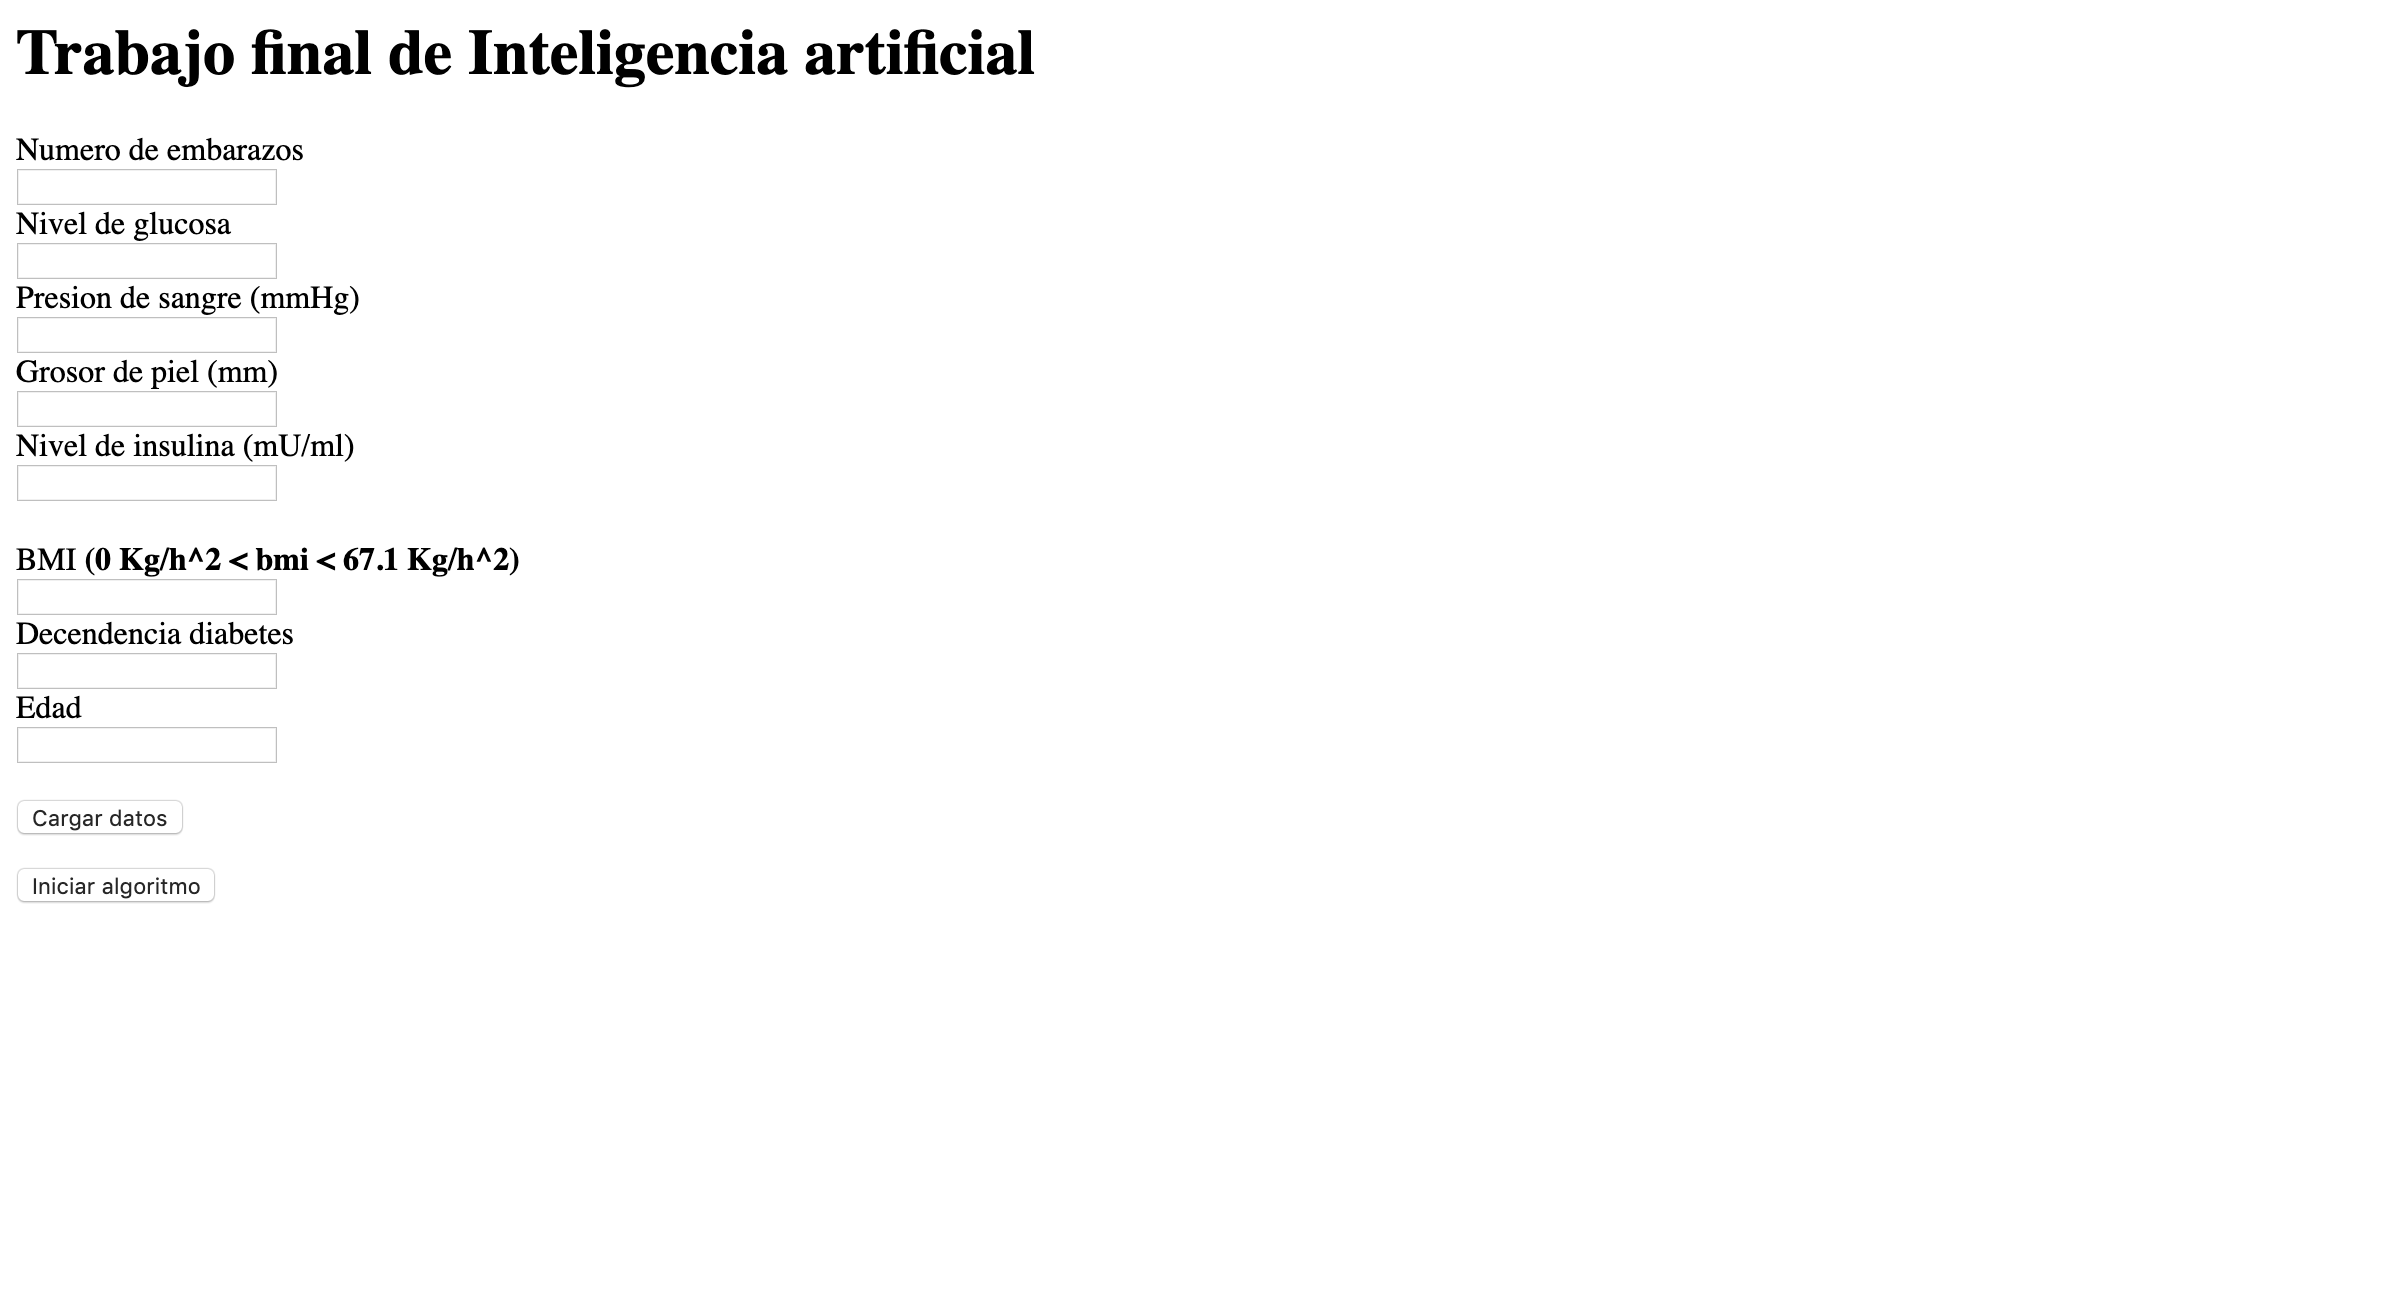 Trabajo final de Inteligencia artificial
Numero de embarazos
Nivel de glucosa
Presion de sangre (mmHg)
Grosor de piel (mm)
Nivel de insulina (mU/ml)
BMI (0 Kg/h^2 < bmi < 67.1 Kg/h^2)
Decendencia diabetes
Edad
Cargar datos
Iniciar algoritmo